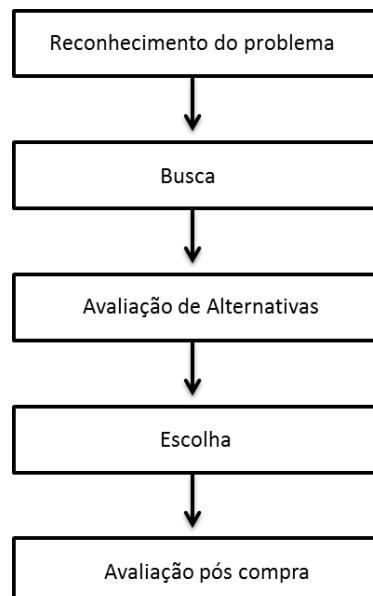 Reconhecimento do problema
Busca
Avaliação de Alternativas
Escolha
Avaliação pós compra